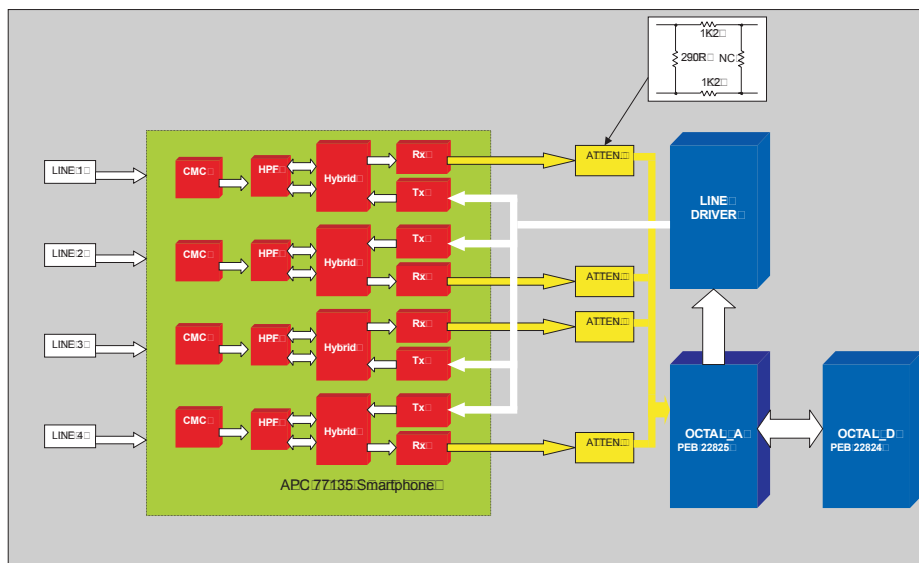 1K2
290R NC
1K2
LINE 1
CMC
HPF
Hybrid
Rx
Tx
ATTEN.
LINE
DRIVER
LINE 2
CMC
HPF
Hybrid
Tx
Rx
ATTEN.
LINE 3
CMC
HPF
Hybrid
Rx
Tx
ATTEN.
LINE 4
CMC
HPF
Hybrid
Tx
Rx
ATTEN.
OCTAL_A
PEB 22825
OCTAL_D
PEB 22824
APC 77135 Smartphone